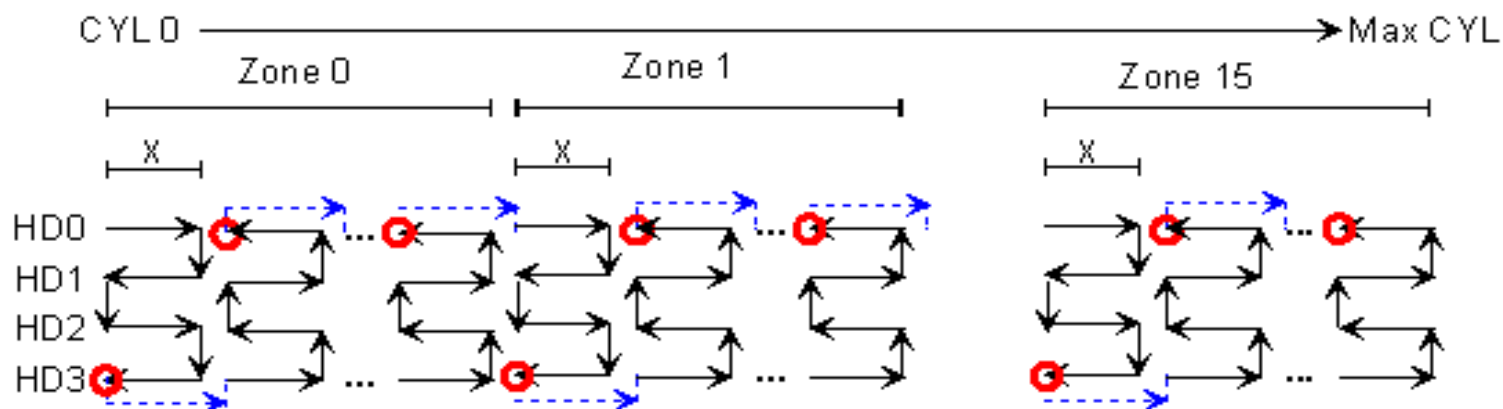 CYL 0 Max CYL
Zone 0 Zone 1 Zone 15
X X X
HD0 ... ... ...
HD1
HD2
HD3 ... ... ...